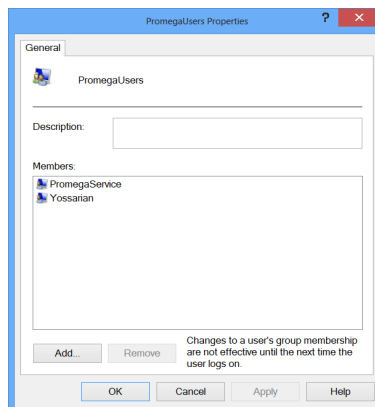 PromegaUsers Properties
?
General
PromegaUsers
Description:
Members:
PromegaService
Yossarian
Add...
Remove
Changes to a user's group membership
are not effective until the next time the
user logs on.
OK
Cancel
Apply
Help